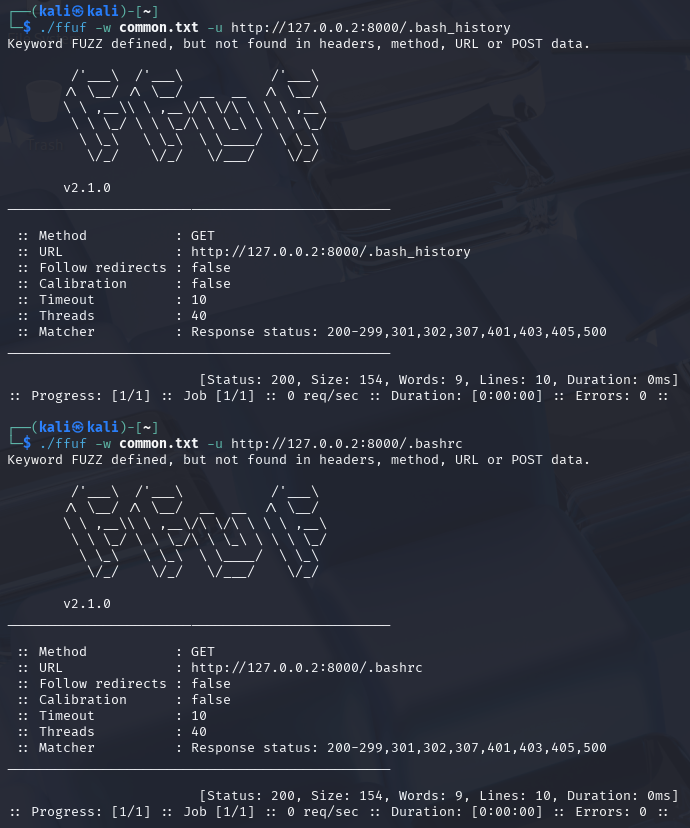 ┌──(kali㉿kali)-[~]
└─$ ./ffuf -w common.txt -u http://127.0.0.2:8000/.bash_history
Keyword FUZZ defined, but not found in headers, method, URL or POST data.
        /'___\  /'___\           /'___\
       /\ \__/ /\ \__/  __  __  /\ \__/
       \ \ ,__\\ \ ,__\/\ \/\ \ \ \ ,__\
        \ \ \_/ \ \ \_/\ \ \_\ \ \ \ \_/
         \ \_\   \ \_\  \ \____/  \ \_\
          \/_/    \/_/   \/___/    \/_/
       v2.1.0
________________________________________________
 :: Method           : GET
 :: URL              : http://127.0.0.2:8000/.bash_history
 :: Follow redirects : false
 :: Calibration      : false
 :: Timeout          : 10
 :: Threads          : 40
 :: Matcher          : Response status: 200-299,301,302,307,401,403,405,500
________________________________________________
                        [Status: 200, Size: 154, Words: 9, Lines: 10, Duration: 0ms]
:: Progress: [1/1] :: Job [1/1] :: 0 req/sec :: Duration: [0:00:00] :: Errors: 0 ::
┌──(kali㉿kali)-[~]
└─$ ./ffuf -w common.txt -u http://127.0.0.2:8000/.bashrc
Keyword FUZZ defined, but not found in headers, method, URL or POST data.
        /'___\  /'___\           /'___\
       /\ \__/ /\ \__/  __  __  /\ \__/
       \ \ ,__\\ \ ,__\/\ \/\ \ \ \ ,__\
        \ \ \_/ \ \ \_/\ \ \_\ \ \ \ \_/
         \ \_\   \ \_\  \ \____/  \ \_\
          \/_/    \/_/   \/___/    \/_/
       v2.1.0
________________________________________________
 :: Method           : GET
 :: URL              : http://127.0.0.2:8000/.bashrc
 :: Follow redirects : false
 :: Calibration      : false
 :: Timeout          : 10
 :: Threads          : 40
 :: Matcher          : Response status: 200-299,301,302,307,401,403,405,500
________________________________________________
                        [Status: 200, Size: 154, Words: 9, Lines: 10, Duration: 0ms]
:: Progress: [1/1] :: Job [1/1] :: 0 req/sec :: Duration: [0:00:00] :: Errors: 0 ::
Trash